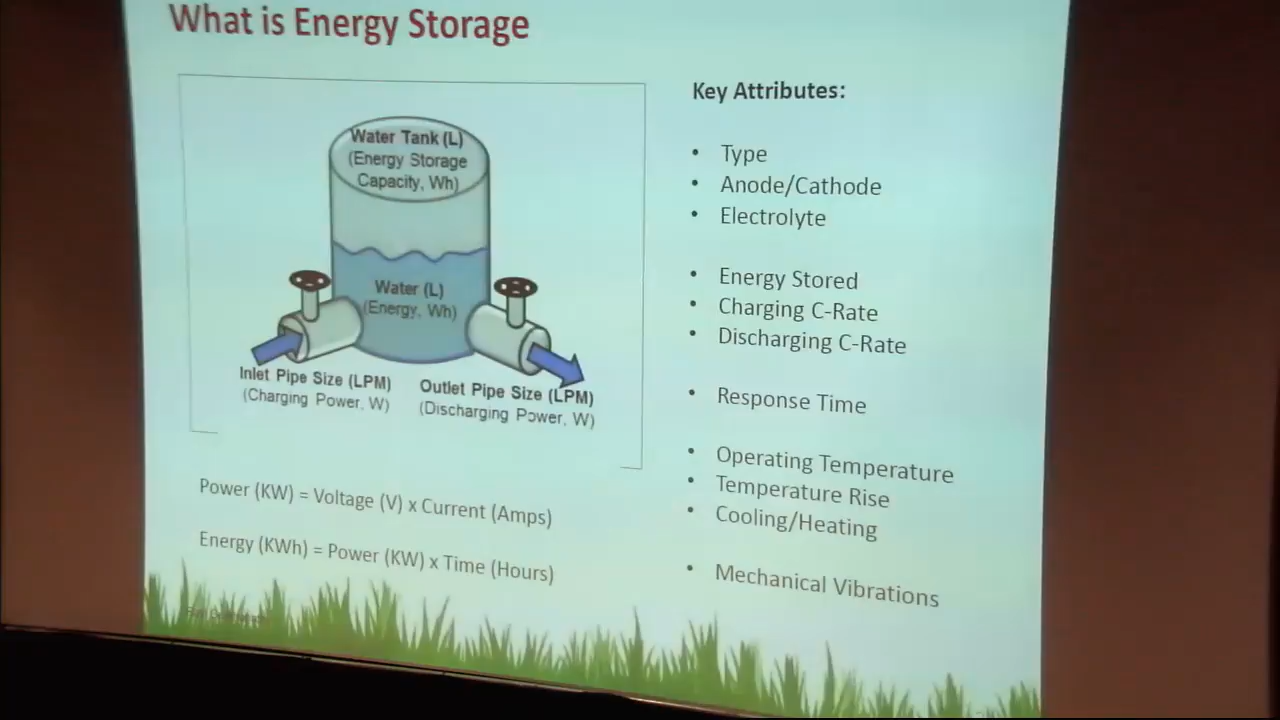 What is Energy Storage
Water Tank (L)
(Energy Storage
Capacity, Wh)
Water (L)
(Energy, Wh)
Inlet Pipe Size (LPM)
(Charging Power, W)
Outlet Pipe Size (LPM)
(Discharging Power, W)
Power (KW) = Voltage (V) x Current (Amps)
Energy (KWh) = Power (KW) x Time (Hours)
Key Attributes:
• Type
• Anode/Cathode
• Electrolyte
• Energy Stored
• Charging C-Rate
• Discharging C-Rate
• Response Time
• Operating Temperature
• Temperature Rise
• Cooling/Heating
• Mechanical Vibrations